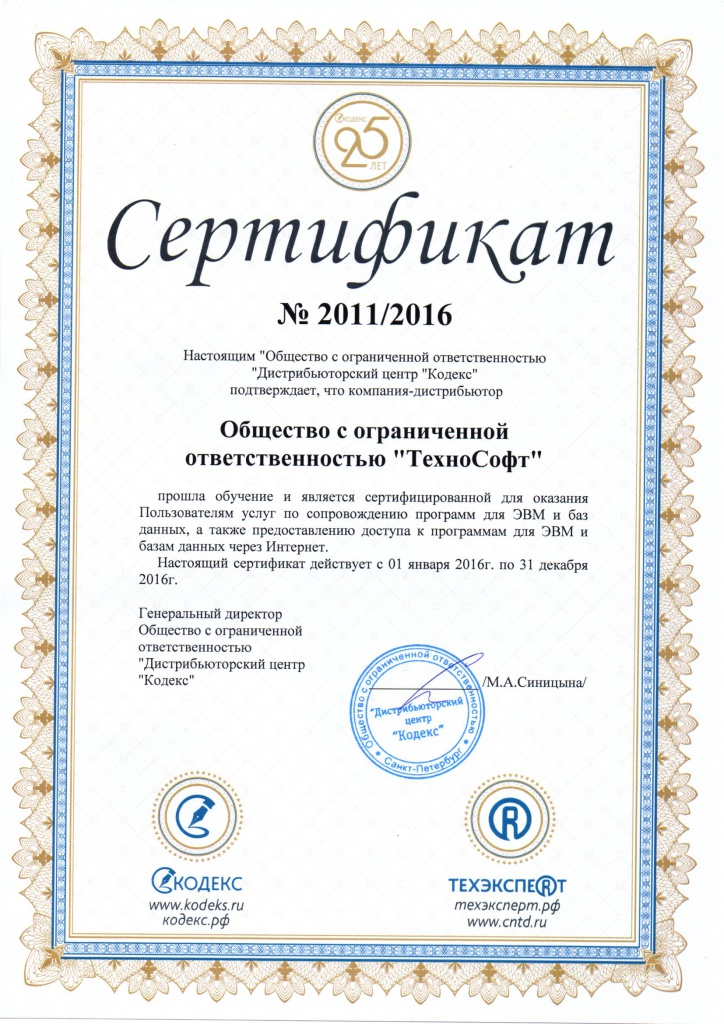 КОДЕКС
25
ЛЕТ
Сертификат
№ 2011/2016
Настоящим "Общество с ограниченной ответственностью
"Дистрибьюторский центр "Кодекс"
подтверждает, что компания-дистрибьютор
Общество с ограниченной
ответственностью "ТехноСофт"
прошла обучение и является сертифицированной для оказания
Пользователям услуг по сопровождению программ для ЭВМ и баз
данных, а также предоставлению доступа к программам для ЭВМ и
базам данных через Интернет.
Настоящий сертификат действует с 01 января 2016г. по 31 декабря
2016г.
Генеральный директор
Общество с ограниченной
ответственностью
"Дистрибьюторский центр
"Кодекс"
/М.А.Синицына/
Общество с ограниченной ответственностью
"Дистрибьюторский
центр
"Кодекс"
* Санкт-Петербург *
КОДЕКС
www.kodeks.ru
кодекс.рф
R
ТЕХЭКСПЕRТ
техэксперт.рф
www.cntd.ru